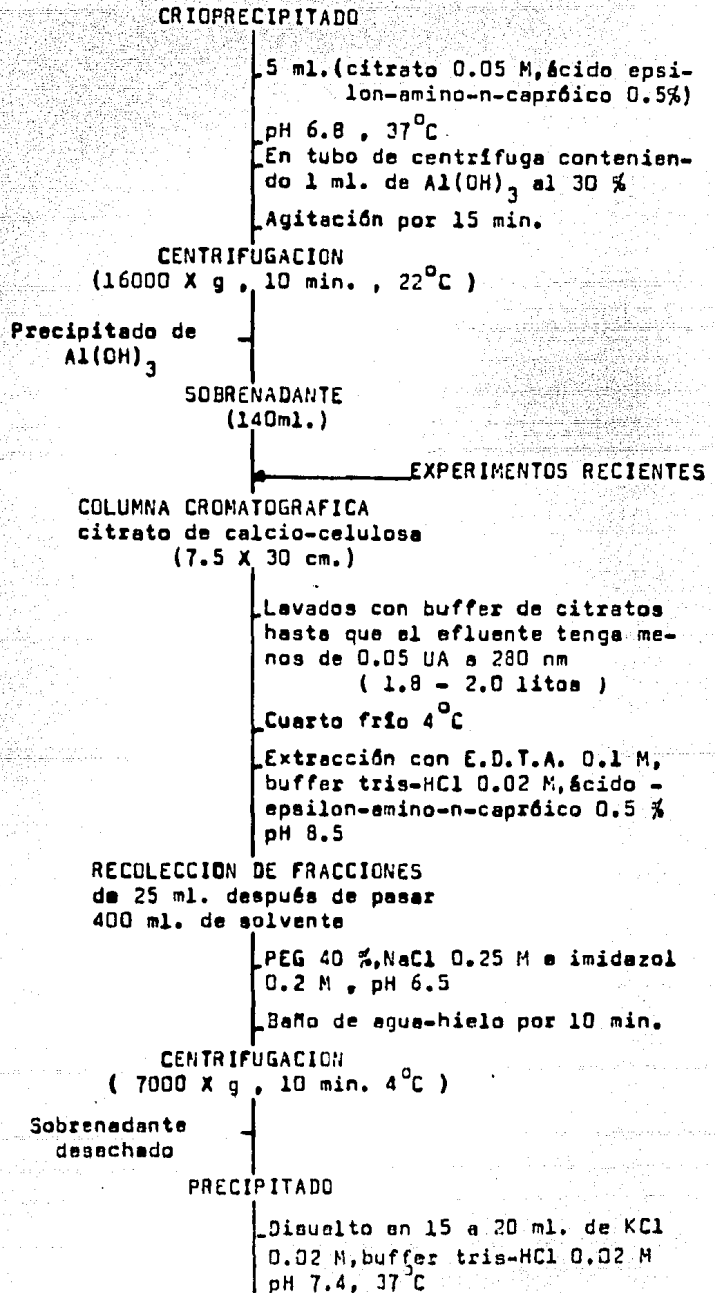 CRIOPRECIPITADO
5 ml.(citrato 0.05 M,ácido epsi-
lon-amino-n-capróico 0.5%)
pH 6.8 , 37°C
En tubo de centrífuga contenien-
do 1 ml. de Al(OH)3 al 30 %
Agitación por 15 min.
CENTRIFUGACION
(16000 X g , 10 min. , 22°C )
Precipitado de
Al(OH)3
SOBRENADANTE
(140ml.)
EXPERIMENTOS RECIENTES
COLUMNA CROMATOGRAFICA
citrato de calcio-celulosa
(7.5 X 30 cm.)
Lavados con buffer de citratos
hasta que el efluente tenga me-
nos de 0.05 UA a 280 nm
( 1.8 - 2.0 litos )
Cuarto frío 4°C
Extracción con E.D.T.A. 0.1 M,
buffer tris-HCl 0.02 M,ácido -
epsilon-amino-n-capróico 0.5 %
pH 8.5
RECOLECCION DE FRACCIONES
de 25 ml. después de pasar
400 ml. de solvente
PEG 40 %,NaCl 0.25 M e imidazol
0.2 M , pH 6.5
Baño de agua-hielo por 10 min.
CENTRIFUGACION
( 7000 X g , 10 min. 4°C )
Sobrenadante
desechado
PRECIPITADO
Disuelto en 15 a 20 ml. de KCl
0.02 M,buffer tris-HCl 0.02 M
pH 7.4, 37°C